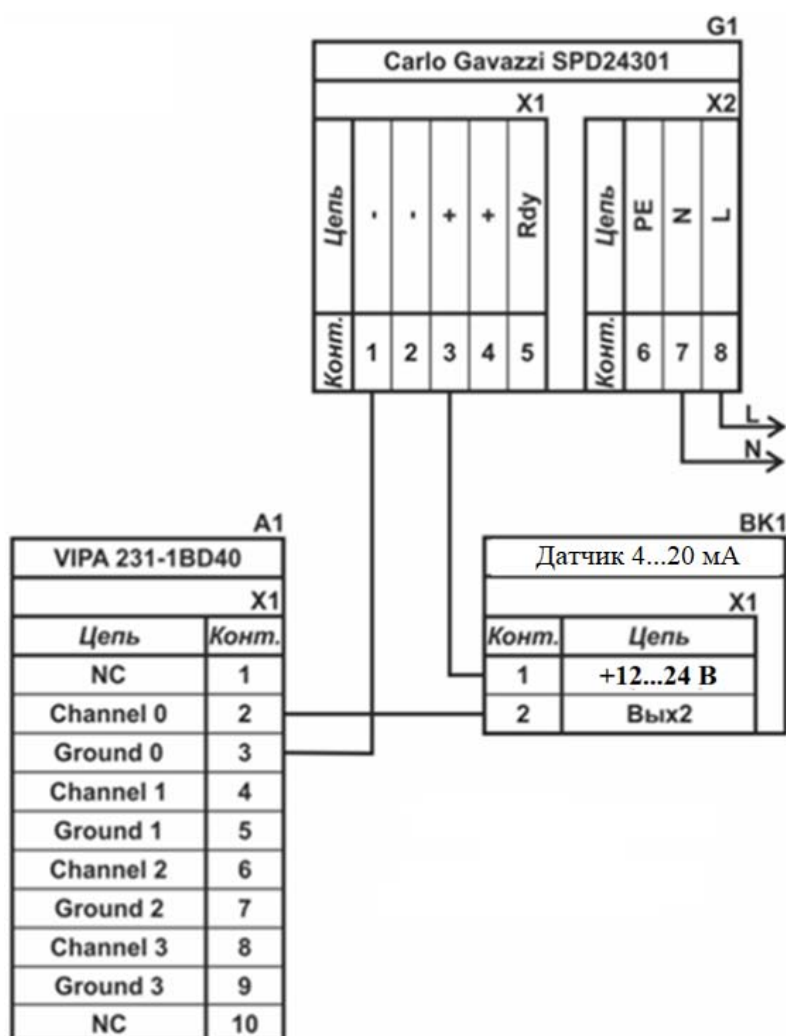 G1
Carlo Gavazzi SPD24301
X1 X2
Цепь - - + + Rdy Цепь PE N L
Конт. 1 2 3 4 5 Конт. 6 7 8
L
N
A1
VIPA 231-1BD40
X1
Цепь Конт.
NC 1
Channel 0 2
Ground 0 3
Channel 1 4
Ground 1 5
Channel 2 6
Ground 2 7
Channel 3 8
Ground 3 9
NC 10
BK1
Датчик 4...20 мА
X1
Конт. Цепь
1 +12...24 В
2 Вых2